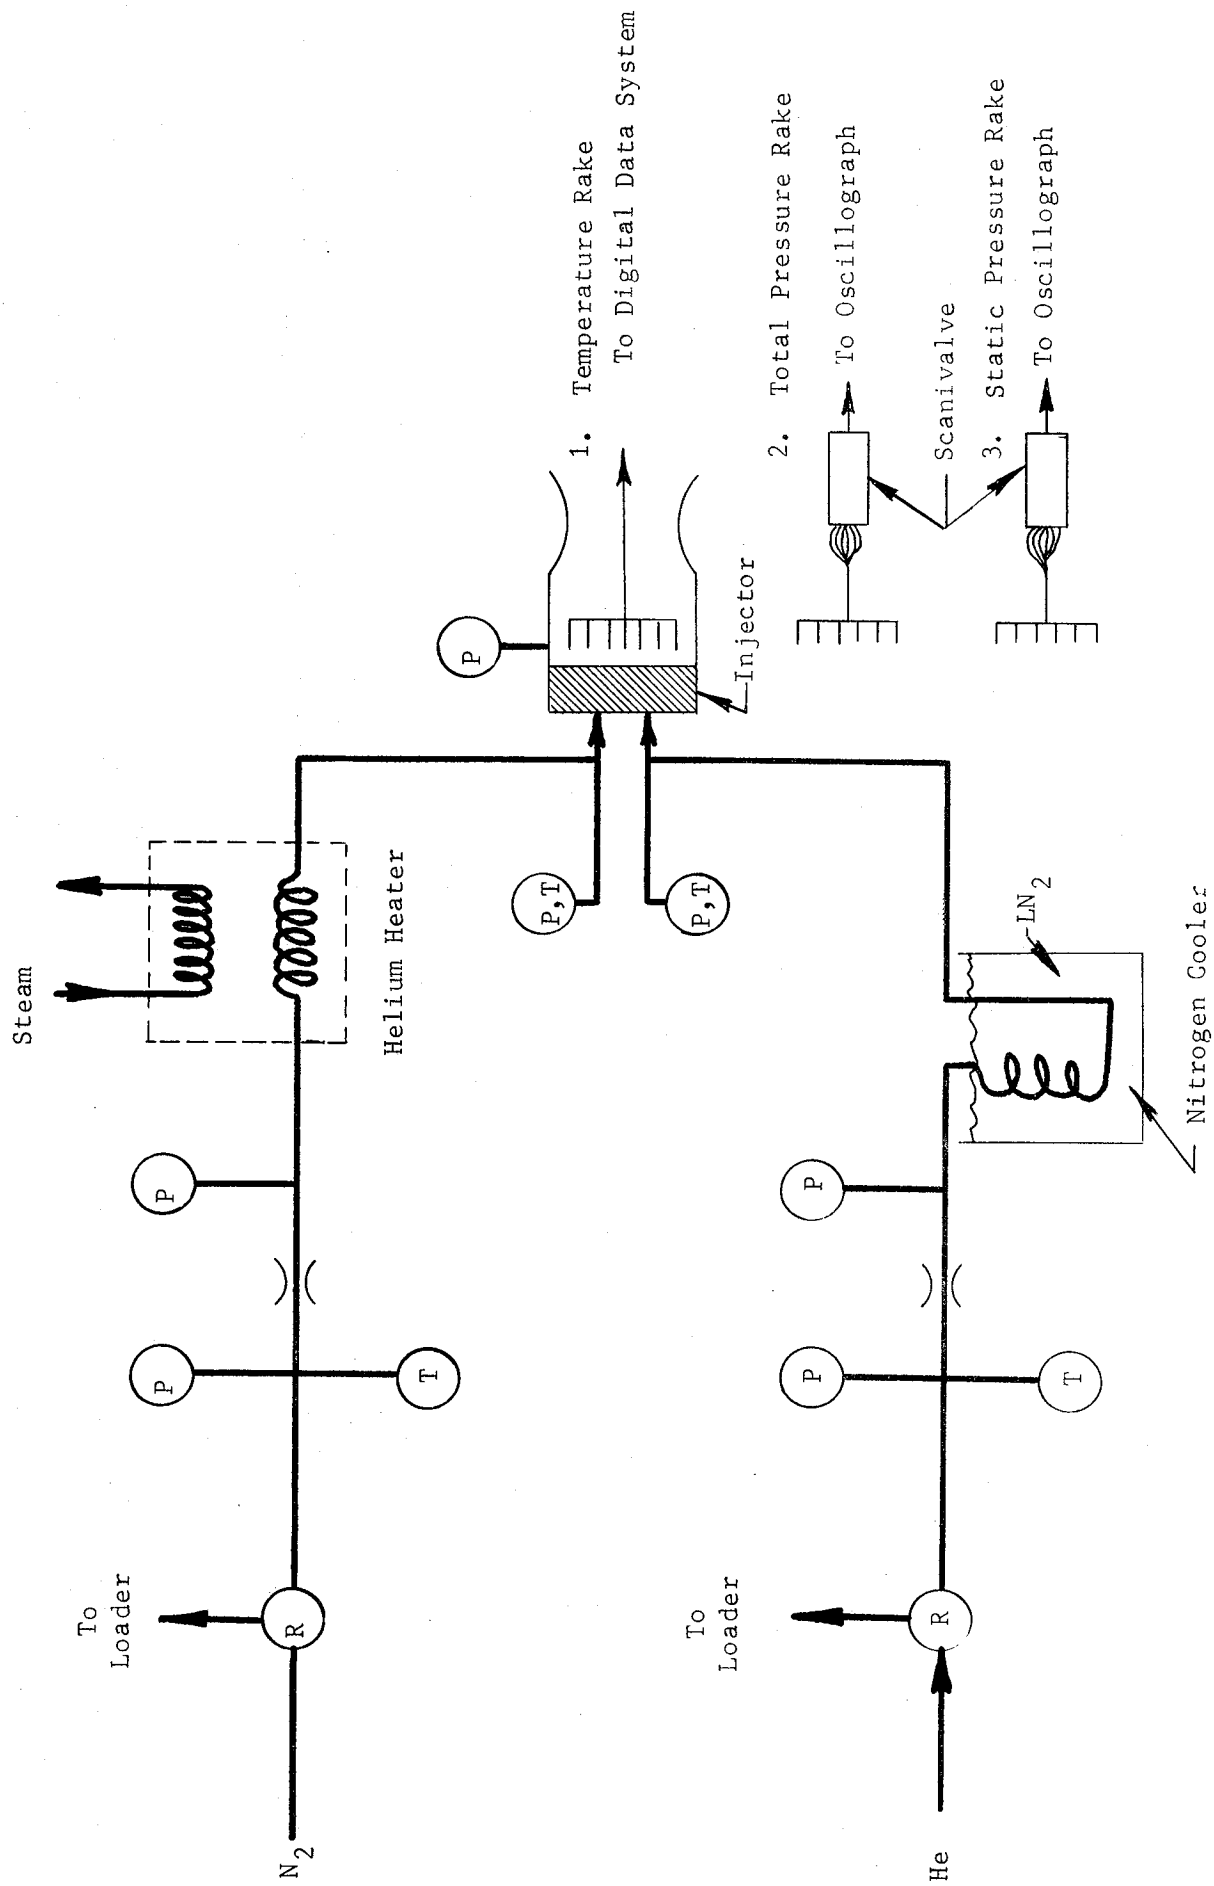 Steam
Helium Heater
To
Loader
N2
R
P
T
P
P,T
P,T
P
Injector
1. Temperature Rake
To Digital Data System
2. Total Pressure Rake
To Oscillograph
Scanivalve
3. Static Pressure Rake
To Oscillograph
To
Loader
He
R
P
T
P
LN2
Nitrogen Cooler